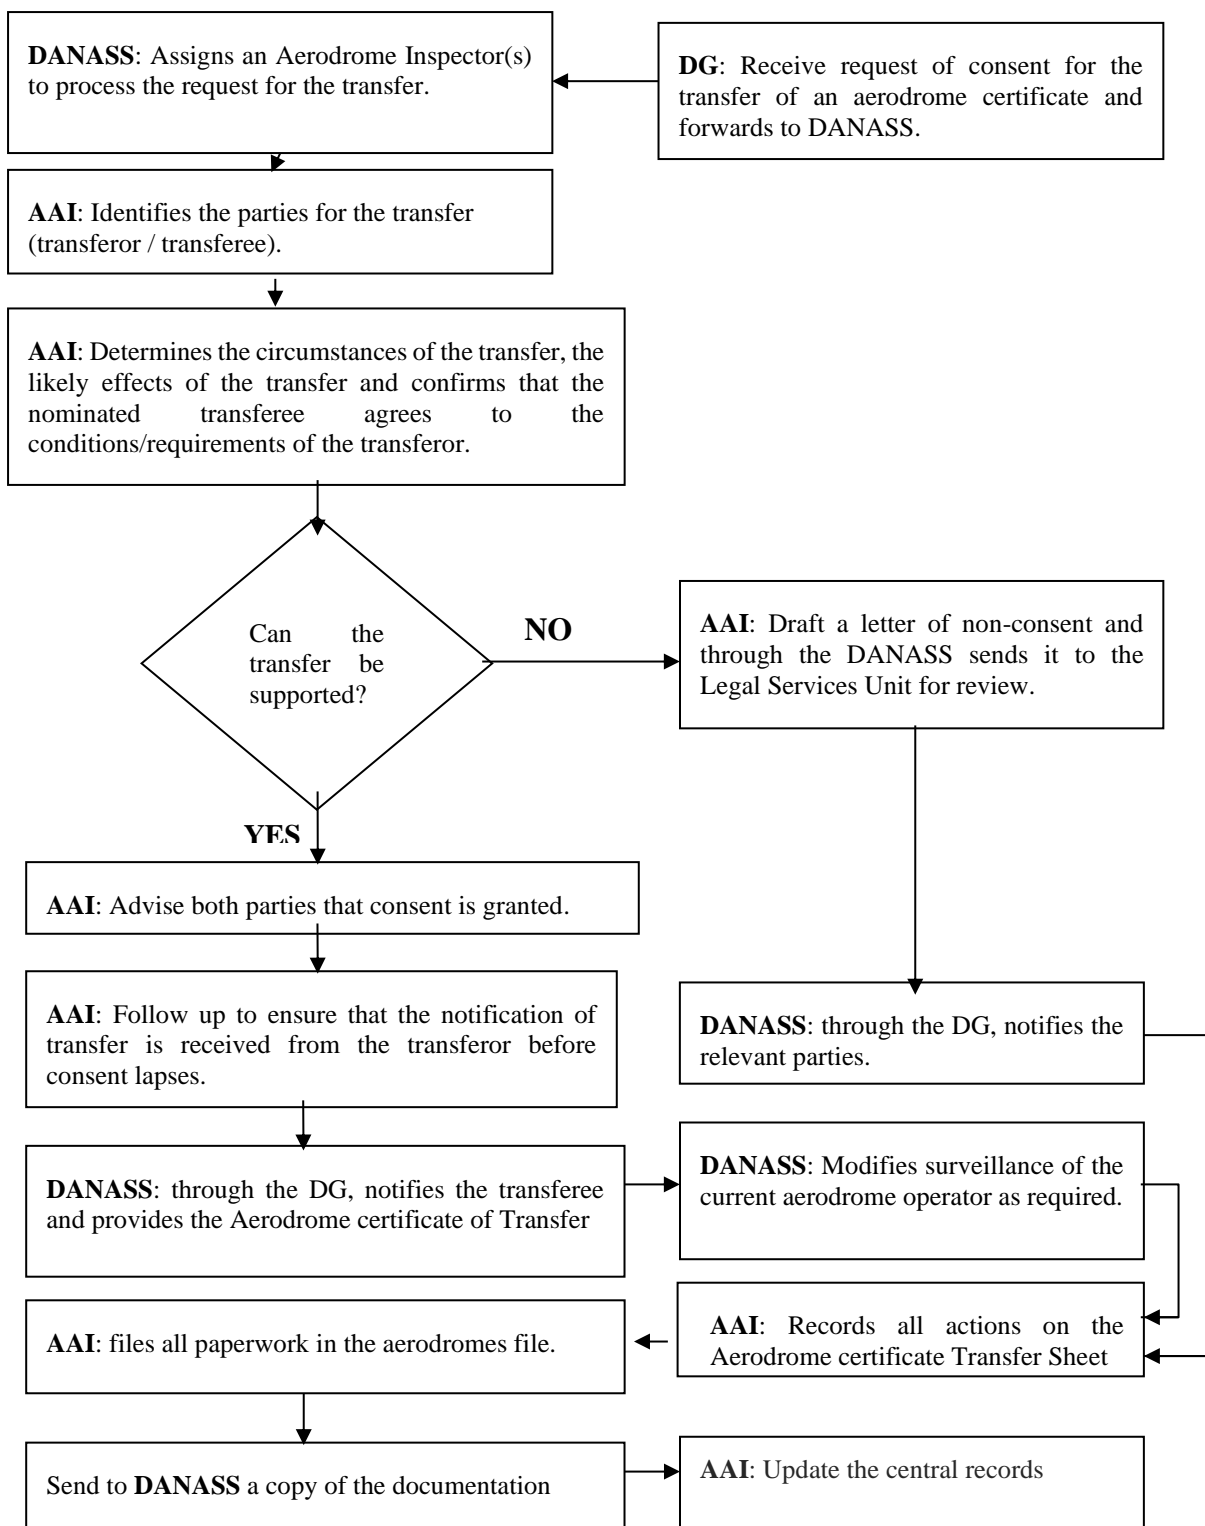 DANASS: Assigns an Aerodrome Inspector(s)
to process the request for the transfer.
DG: Receive request of consent for the
transfer of an aerodrome certificate and
forwards to DANASS.
AAI: Identifies the parties for the transfer
(transferor / transferee).
AAI: Determines the circumstances of the transfer, the
likely effects of the transfer and confirms that the
nominated transferee agrees to the
conditions/requirements of the transferor.
Can the
transfer be
supported?
NO
AAI: Draft a letter of non-consent and
through the DANASS sends it to the
Legal Services Unit for review.
YES
AAI: Advise both parties that consent is granted.
AAI: Follow up to ensure that the notification of
transfer is received from the transferor before
consent lapses.
DANASS: through the DG, notifies the
relevant parties.
DANASS: through the DG, notifies the transferee
and provides the Aerodrome certificate of Transfer
DANASS: Modifies surveillance of the
current aerodrome operator as required.
AAI: files all paperwork in the aerodromes file.
AAI: Records all actions on the
Aerodrome certificate Transfer Sheet
Send to DANASS a copy of the documentation
AAI: Update the central records